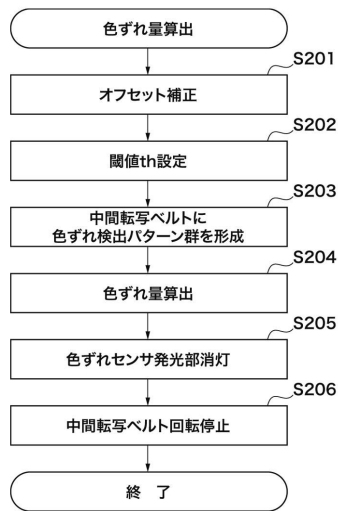 色ずれ量算出
S201
オフセット補正
S202
閾値th設定
S203
中間転写ベルトに
色ずれ検出パターン群を形成
S204
色ずれ量算出
S205
色ずれセンサ発光部消灯
S206
中間転写ベルト回転停止
終 了